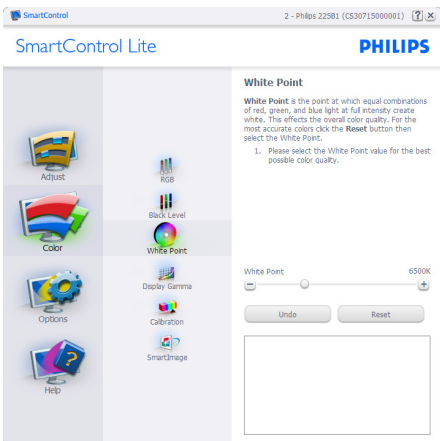 SmartControl
2 - Philips 225B1 (CS30715000001)
SmartControl Lite
PHILIPS
Adjust
Color
Options
Help
RGB
Black Level
White Point
Display Gamma
Calibration
SmartImage
White Point
White Point is the point at which equal combinations
of red, green, and blue light at full intensity create
white. This effects the overall color quality. For the
most accurate colors click the Reset button then
select the White Point.
1. Please select the White Point value for the best
possible color quality.
White Point 6500K
Undo
Reset